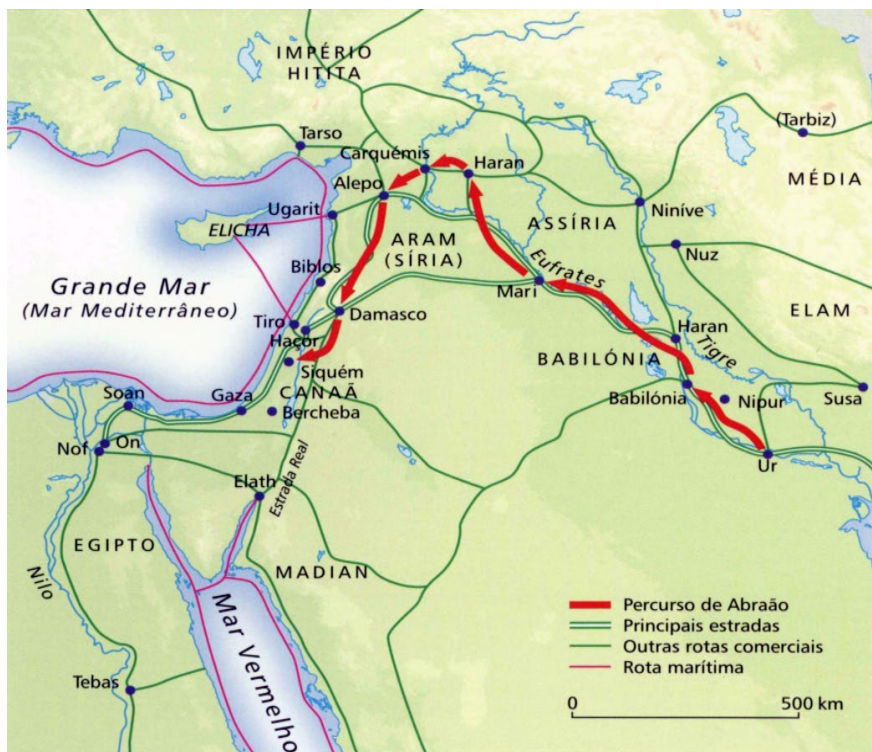 IMPÉRIO
HITITA
Tarso
(Tarbiz)
Carquémis
Haran
Alepo
MÉDIA
Ugarit
ELICHA
ASSÍRIA
Niníve
ARAM
(SÍRIA)
Eufrates
Nuz
Biblos
Mari
Grande Mar
(Mar Mediterrâneo)
ELAM
Tiro
Damasco
Haran
Tigre
Haçor
BABILÓNIA
Siquém
CANAÃ
Soan
Gaza
Babilónia
Nipur
Susa
Bercheba
Nof
On
Ur
Elath
Estrada Real
EGIPTO
MADIAN
Nilo
Mar Vermelho
Tebas
Percurso de Abraão
Principais estradas
Outras rotas comerciais
Rota marítima
0
500 km